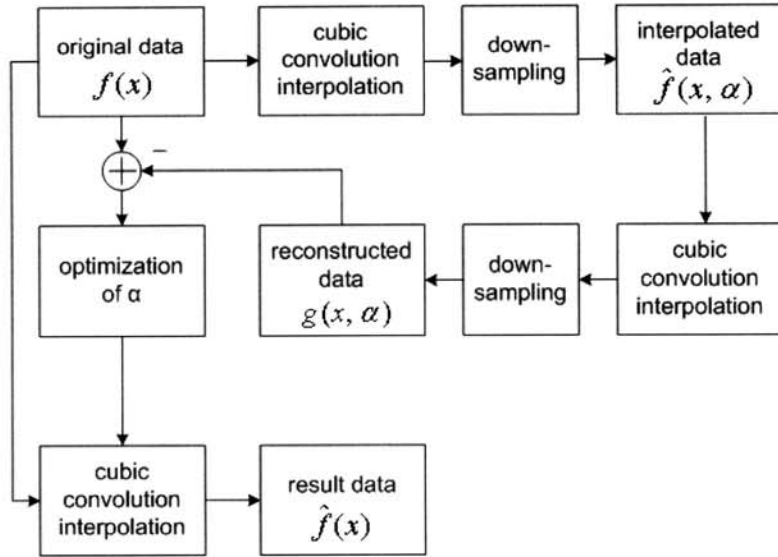 original data
f(x)
cubic
convolution
interpolation
down-
sampling
interpolated
data
f̂(x, α)
−
optimization
of α
reconstructed
data
g(x, α)
down-
sampling
cubic
convolution
interpolation
cubic
convolution
interpolation
result data
f̂(x)